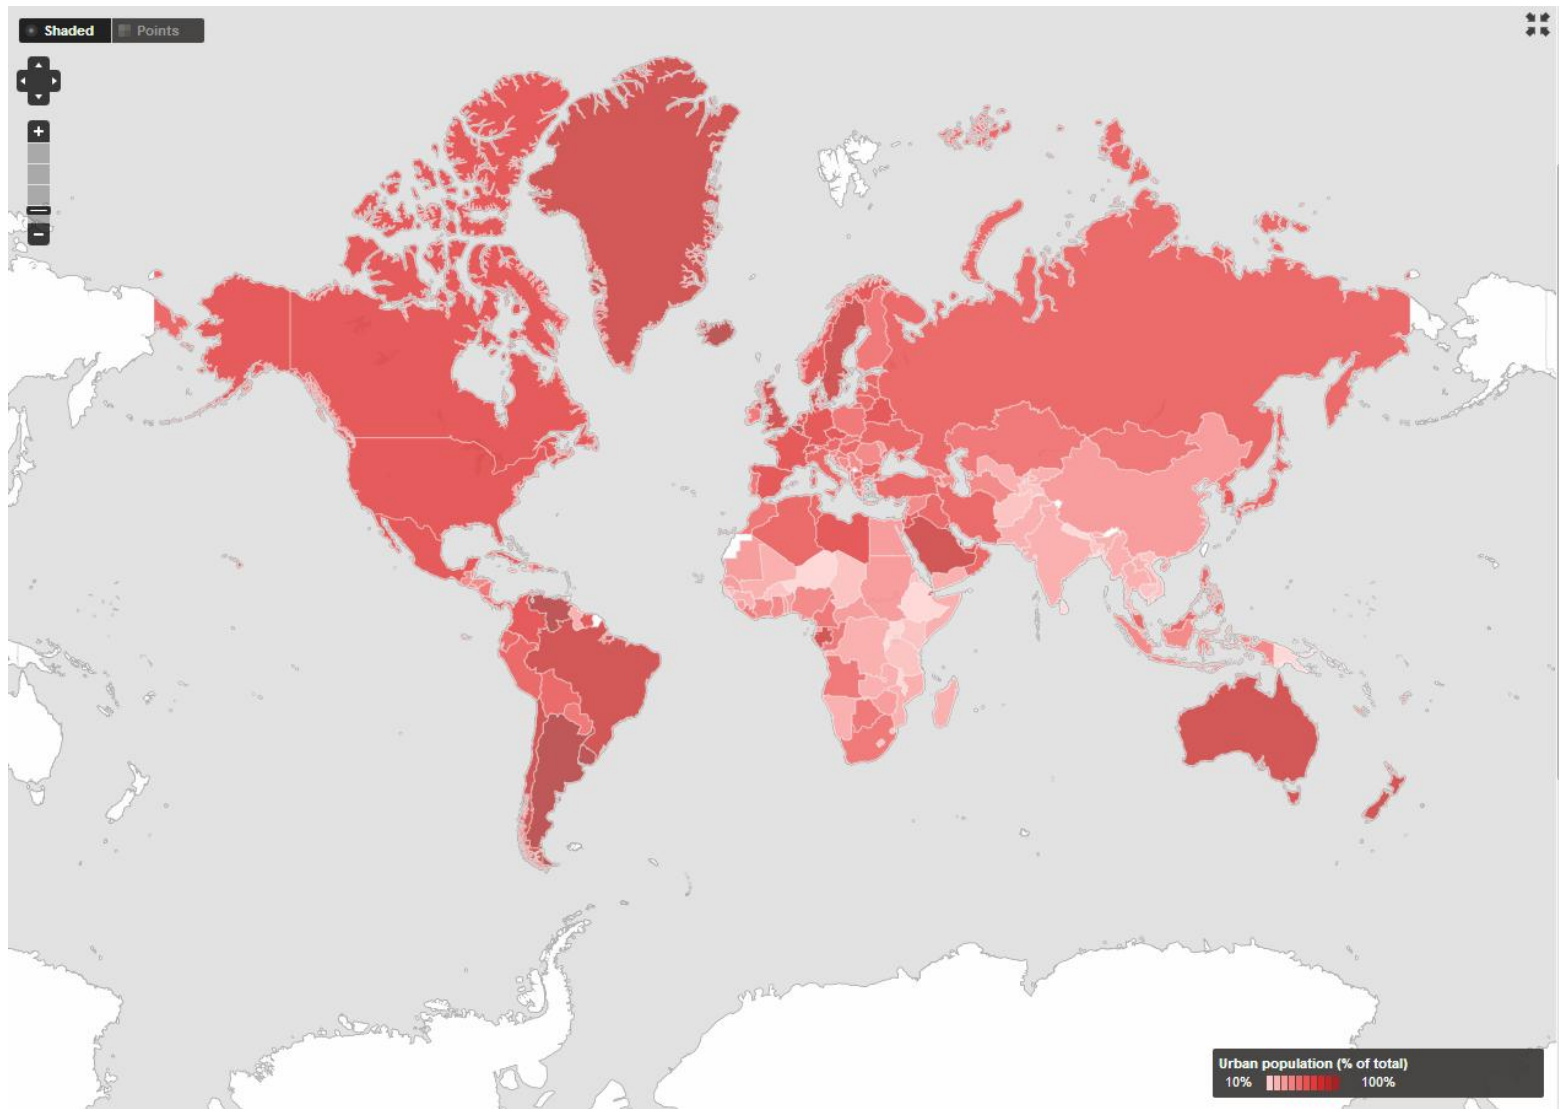 Shaded
Points
+
−
Urban population (% of total)
10% 100%